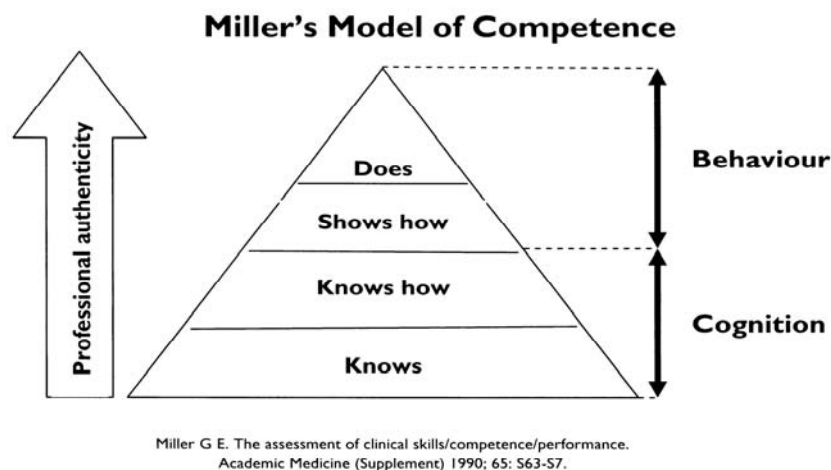 Miller's Model of Competence
Professional authenticity
Does
Shows how
Knows how
Knows
Behaviour
Cognition
Miller G E. The assessment of clinical skills/competence/performance.
Academic Medicine (Supplement) 1990; 65: S63-S7.